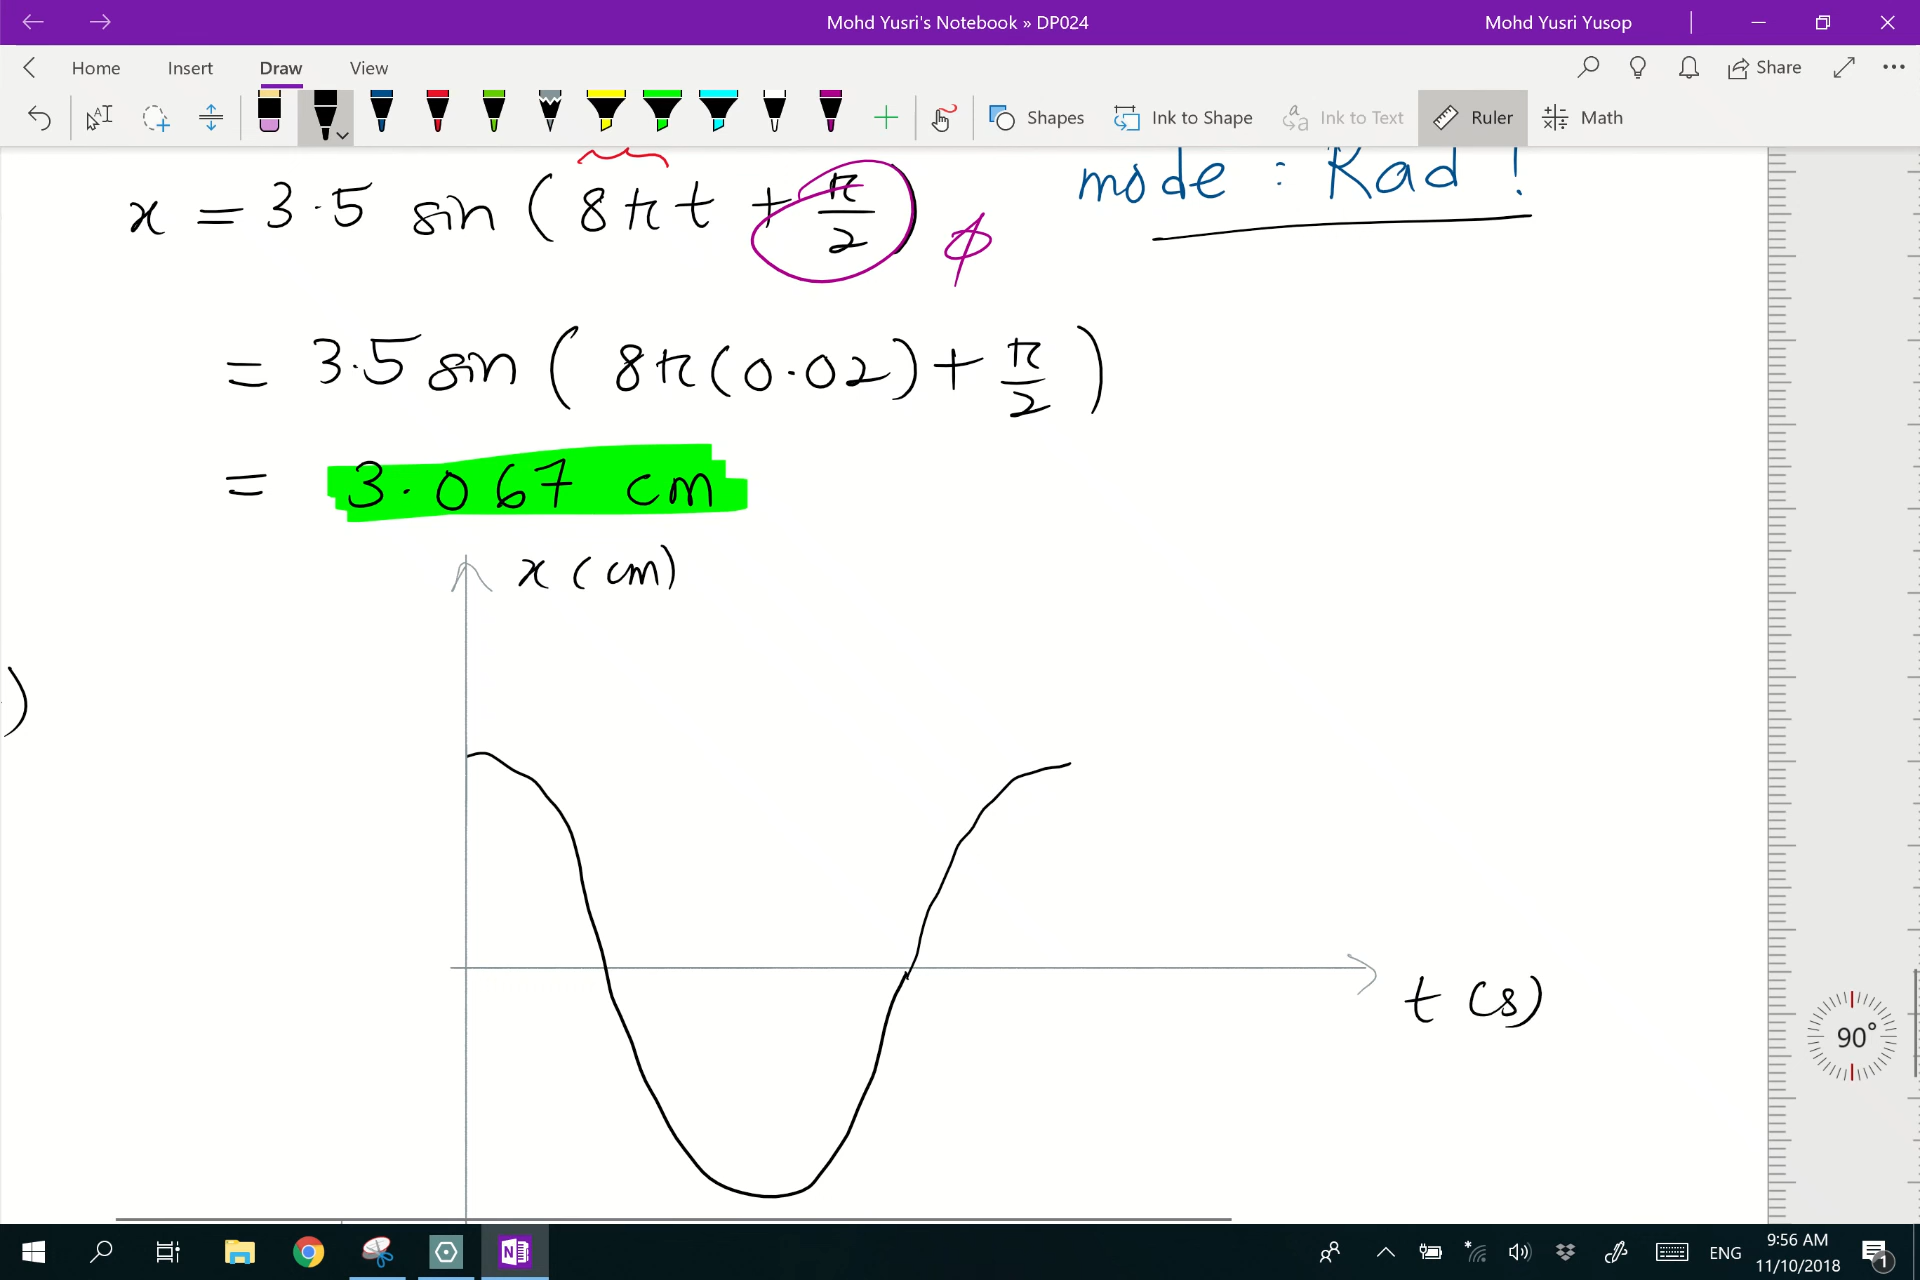 Mohd Yusri's Notebook » DP024
Mohd Yusri Yusop
Home Insert Draw View
Share
Shapes Ink to Shape Ink to Text Ruler Math
mode : Rad !
x = 3.5 sin ( 8πt + π/2 ) ϕ
= 3.5 sin ( 8π(0.02) + π/2 )
= 3.067 cm
x (cm)
)
t (s)
90°
ENG
9:56 AM
11/10/2018
1